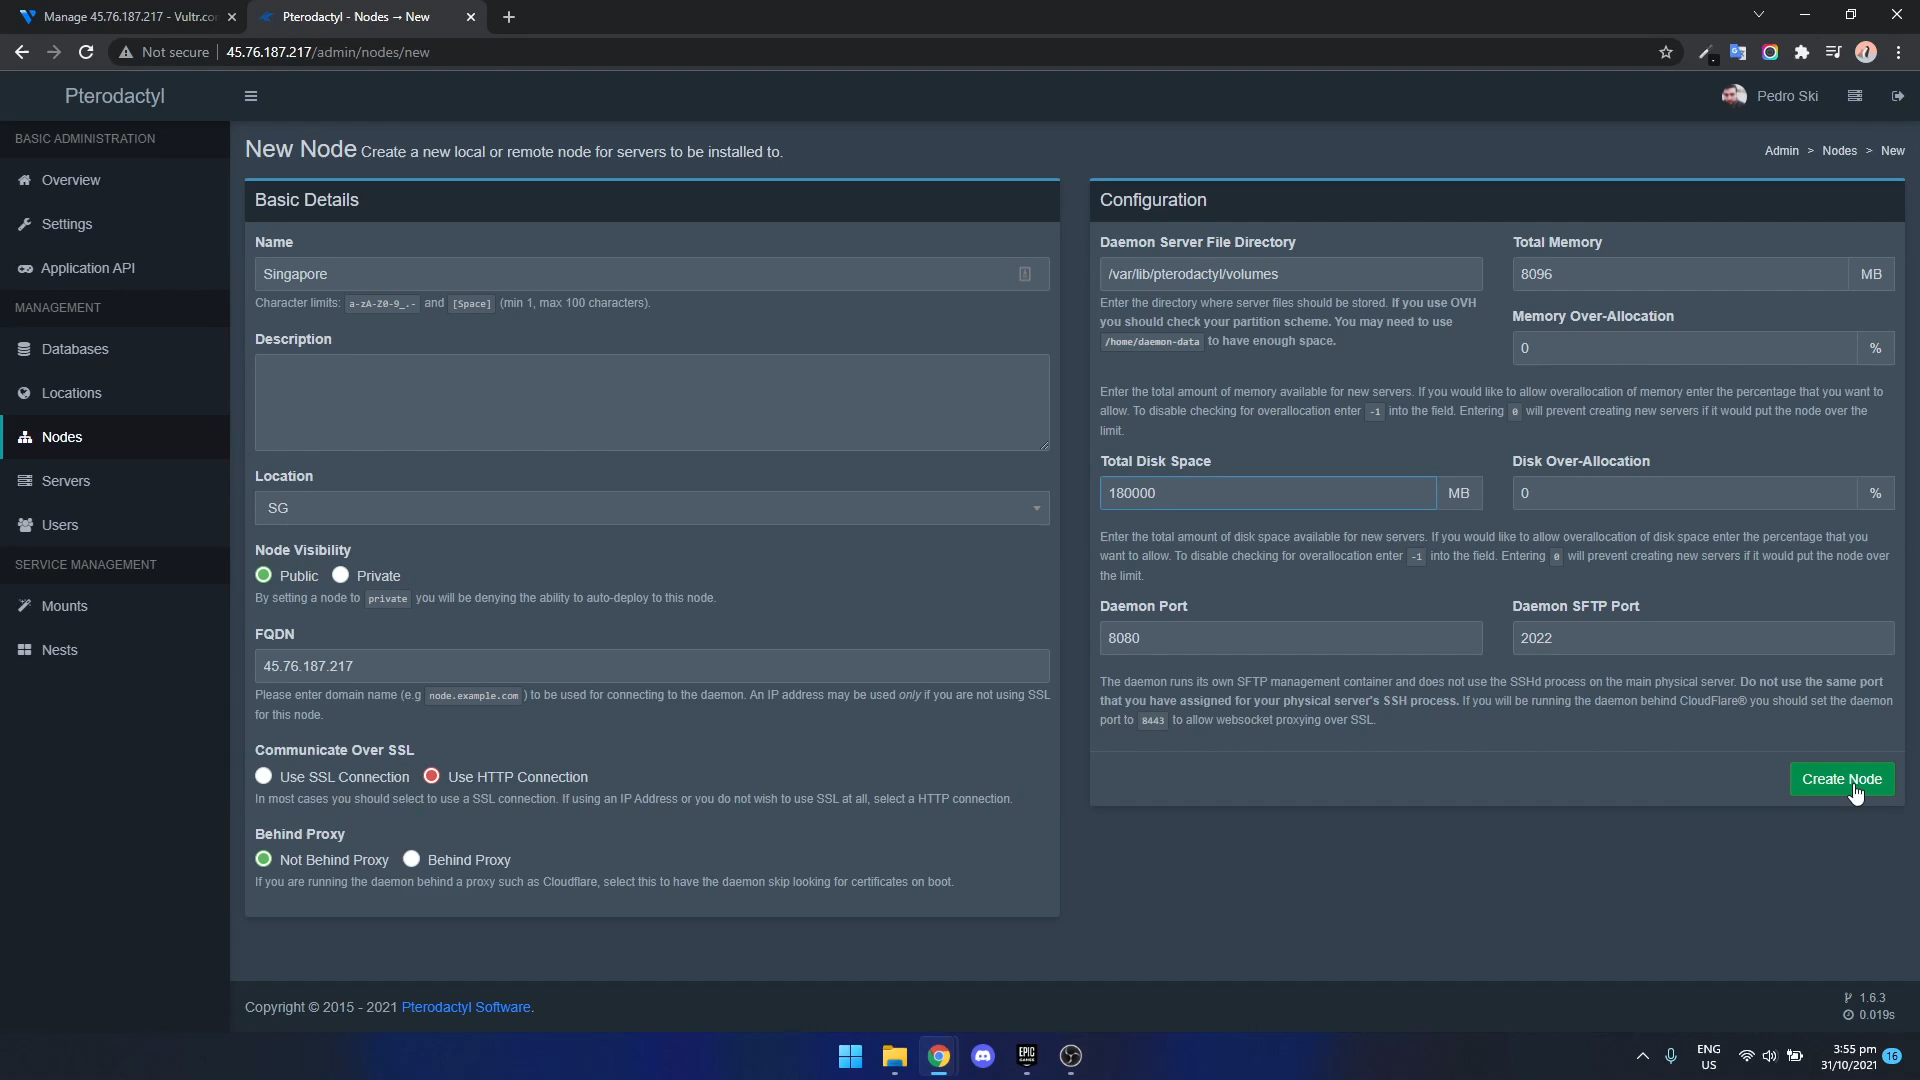 Manage 45.76.187.217 - Vultr.co
Pterodactyl - Nodes → New
Not secure
45.76.187.217/admin/nodes/new
Pterodactyl
Pedro Ski
BASIC ADMINISTRATION
Overview
Settings
Application API
MANAGEMENT
Databases
Locations
Nodes
Servers
Users
SERVICE MANAGEMENT
Mounts
Nests
New Node Create a new local or remote node for servers to be installed to.
Admin > Nodes > New
Basic Details
Name
Singapore
Character limits: a-zA-Z0-9_.- and [Space] (min 1, max 100 characters).
Description
Location
SG
Node Visibility
Public Private
By setting a node to private you will be denying the ability to auto-deploy to this node.
FQDN
45.76.187.217
Please enter domain name (e.g node.example.com ) to be used for connecting to the daemon. An IP address may be used only if you are not using SSL
for this node.
Communicate Over SSL
Use SSL Connection Use HTTP Connection
In most cases you should select to use a SSL connection. If using an IP Address or you do not wish to use SSL at all, select a HTTP connection.
Behind Proxy
Not Behind Proxy Behind Proxy
If you are running the daemon behind a proxy such as Cloudflare, select this to have the daemon skip looking for certificates on boot.
Configuration
Daemon Server File Directory
/var/lib/pterodactyl/volumes
Enter the directory where server files should be stored. If you use OVH
you should check your partition scheme. You may need to use
/home/daemon-data to have enough space.
Total Memory
8096 MB
Memory Over-Allocation
0 %
Enter the total amount of memory available for new servers. If you would like to allow overallocation of memory enter the percentage that you want to
allow. To disable checking for overallocation enter -1 into the field. Entering 0 will prevent creating new servers if it would put the node over the
limit.
Total Disk Space
180000 MB
Disk Over-Allocation
0 %
Enter the total amount of disk space available for new servers. If you would like to allow overallocation of disk space enter the percentage that you
want to allow. To disable checking for overallocation enter -1 into the field. Entering 0 will prevent creating new servers if it would put the node over
the limit.
Daemon Port
8080
Daemon SFTP Port
2022
The daemon runs its own SFTP management container and does not use the SSHd process on the main physical server. Do not use the same port
that you have assigned for your physical server's SSH process. If you will be running the daemon behind CloudFlare® you should set the daemon
port to 8443 to allow websocket proxying over SSL.
Create Node
Copyright © 2015 - 2021 Pterodactyl Software.
1.6.3
0.019s
EPIC
GAMES
ENG
US
3:55 pm
31/10/2021
16